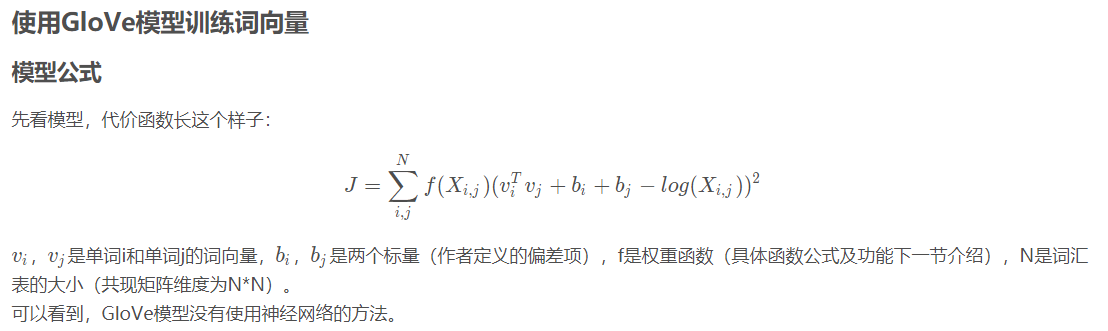 使用GloVe模型训练词向量
模型公式
先看模型，代价函数长这个样子：
J = \sum_{i,j}^{N} f(X_{i,j})(v_i^T v_j + b_i + b_j - log(X_{i,j}))^2
v_i，v_j是单词i和单词j的词向量，b_i，b_j是两个标量（作者定义的偏差项），f是权重函数（具体函数公式及功能下一节介绍），N是词汇
表的大小（共现矩阵维度为N*N）。
可以看到，GloVe模型没有使用神经网络的方法。